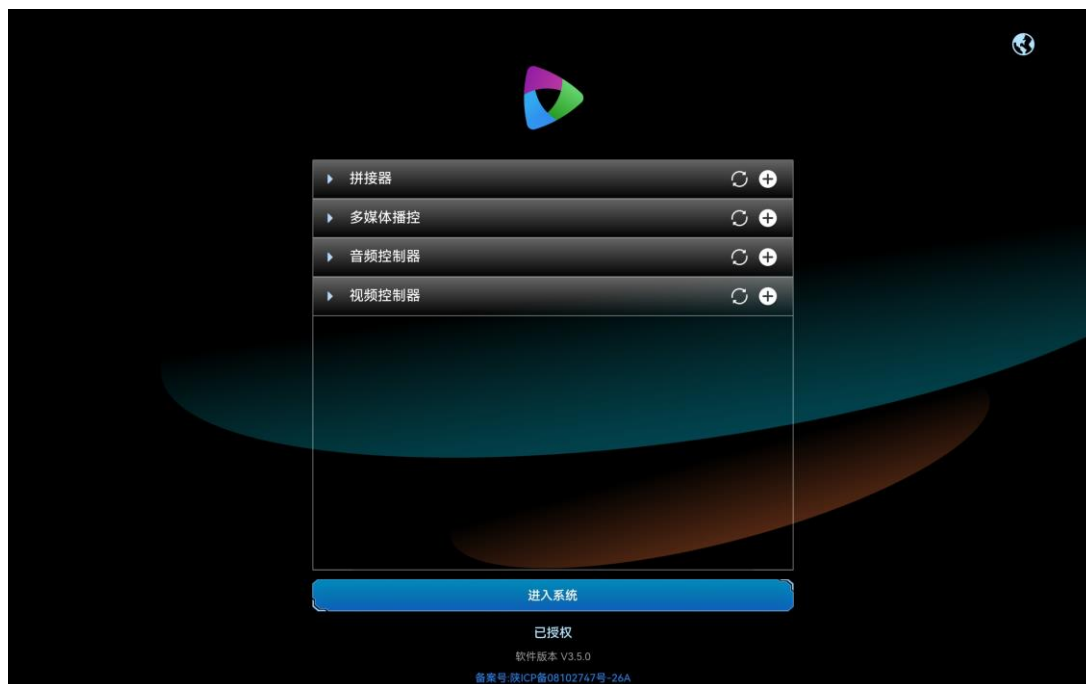 拼接器
多媒体播控
音频控制器
视频控制器
进入系统
已授权
软件版本 V3.5.0
备案号:陕ICP备08102747号-26A